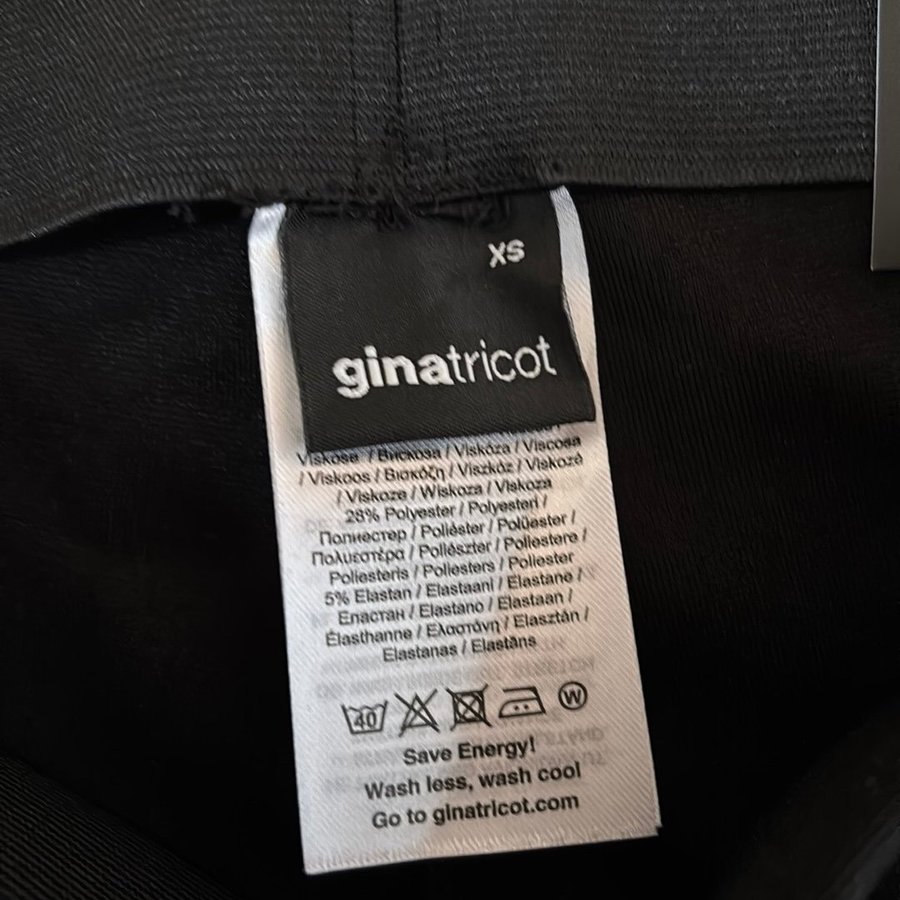 XS
ginatricot
Viskose / Вискоза / Viskóza / Viscosa
/ Viskoos / Βισκόζη / Viszkóz / Viskozė
/ Viskoze / Wiskoza / Viskoza
28% Polyester / Polyesteri /
Полиестер / Poliéster / Polüester /
Πολυεστέρα / Poliészter / Poliestere /
Poliesteris / Poliesters / Poliester
5% Elastan / Elastaani / Elastane /
Еластан / Elastano / Elastaan /
Élasthanne / Ελαστάνη / Elasztán /
Elastanas / Elastāns
40 W
Save Energy!
Wash less, wash cool
Go to ginatricot.com